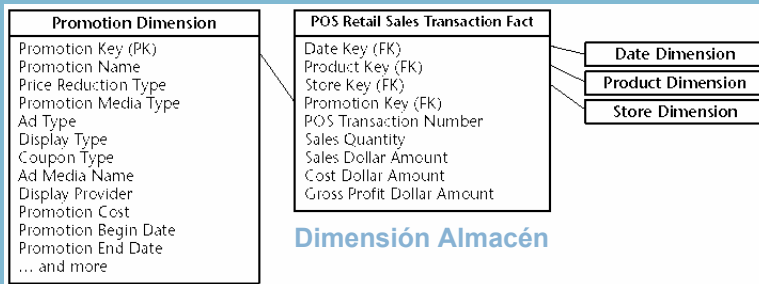 Promotion Dimension
Promotion Key (PK)
Promotion Name
Price Reduction Type
Promotion Media Type
Ad Type
Display Type
Coupon Type
Ad Media Name
Display Provider
Promotion Cost
Promotion Begin Date
Promotion End Date
... and more
POS Retail Sales Transaction Fact
Date Key (FK)
Product Key (FK)
Store Key (FK)
Promotion Key (FK)
POS Transaction Number
Sales Quantity
Sales Dollar Amount
Cost Dollar Amount
Gross Profit Dollar Amount
Date Dimension
Product Dimension
Store Dimension
Dimensión Almacén